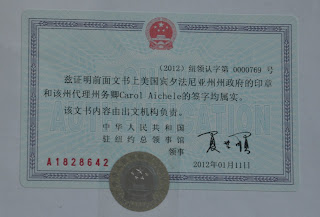 (2012) 纽领认字第 0000769 号
兹证明前面文书上美国宾夕法尼亚州州政府的印章
和该州代理州务卿Carol Aichele的签字均属实。
该文书内容由出文机构负责。
中华人民共和国
驻纽约总领事馆
领事
2012年01月11日
A1828642